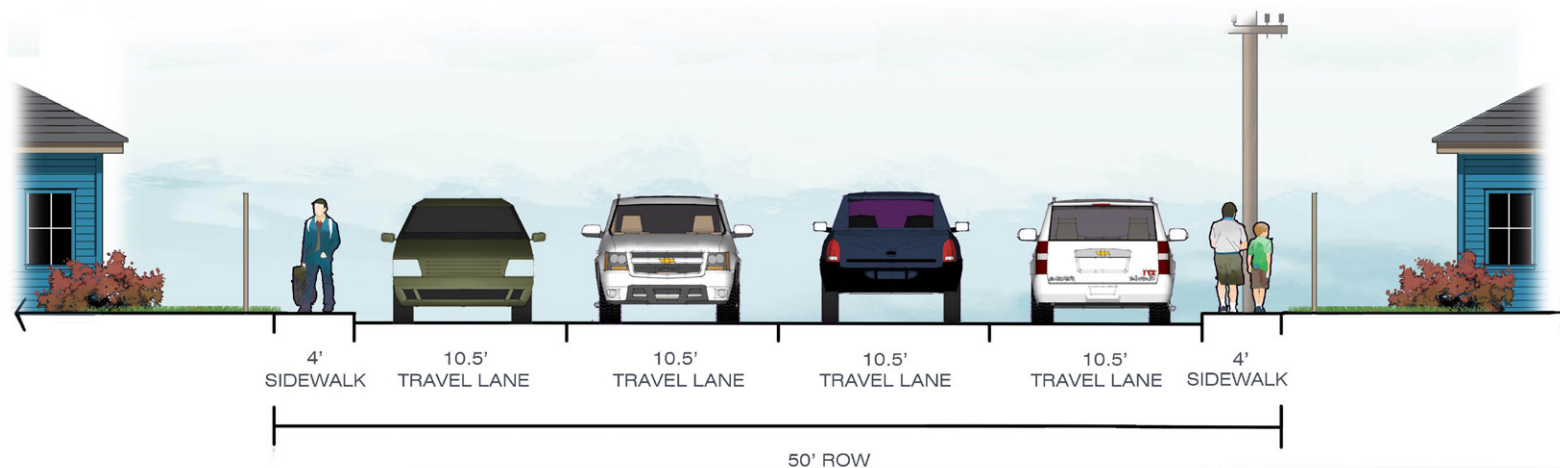 4'
SIDEWALK
10.5'
TRAVEL LANE
10.5'
TRAVEL LANE
10.5'
TRAVEL LANE
10.5'
TRAVEL LANE
4'
SIDEWALK
50' ROW